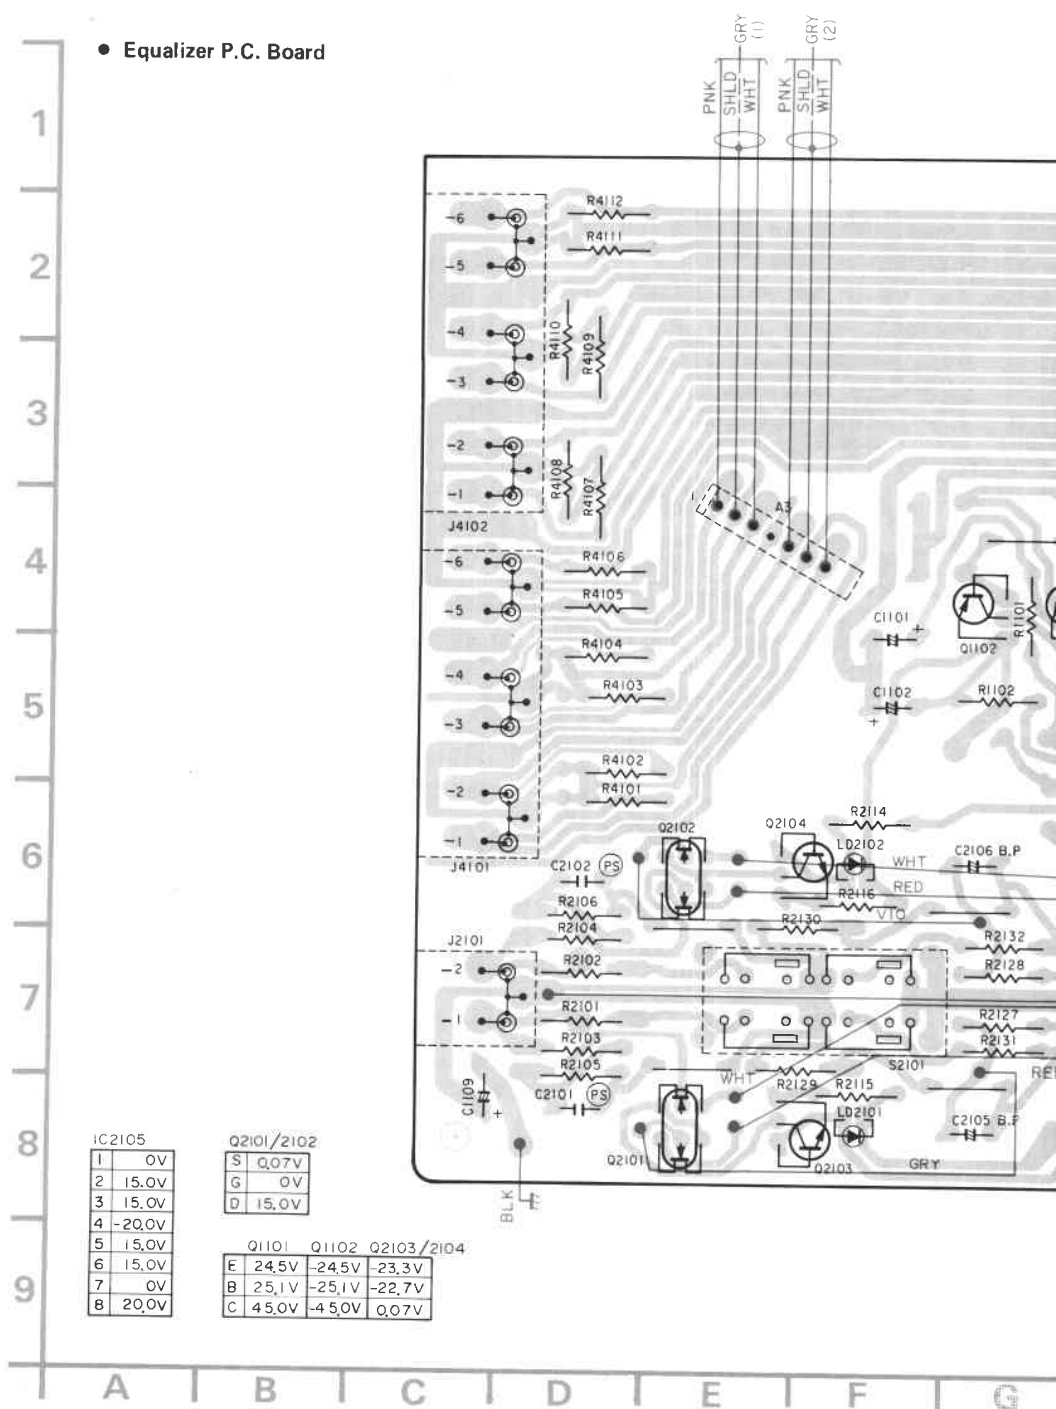 ● Equalizer P.C. Board
GRY (1)
GRY (2)
PNK
SHLD
WHT
PNK
SHLD
WHT
1
2
3
4
5
6
7
8
9
-6
-5
-4
-3
-2
-1
J4102
R4112
R4111
R4110
R4109
R4108
R4107
A3
-6
-5
-4
-3
-2
-1
J4101
R4106
R4105
R4104
R4103
R4102
R4101
C1101
+
Q1102
R1101
C1102
+
R1102
Q2102
Q2104
R2114
LD2102
WHT
C2106 B.P
C2102 PS
RED
R2116
VIO
R2106
R2104
R2130
R2132
J2101
-2
-1
R2102
R2128
R2101
R2127
R2103
R2131
R2105
S2101
WHT
R2129
R2115
C1109
+
C2101 PS
LD2101
C2105 B.P
Q2101
Q2103
GRY
BLK
IC2105
1 0V
2 15.0V
3 15.0V
4 -20.0V
5 15.0V
6 15.0V
7 0V
8 20.0V
Q2101/2102
S 0.07V
G 0V
D 15.0V
Q1101 Q1102 Q2103/2104
E 24.5V -24.5V -23.3V
B 25.1V -25.1V -22.7V
C 45.0V -45.0V 0.07V
A B C D E F G